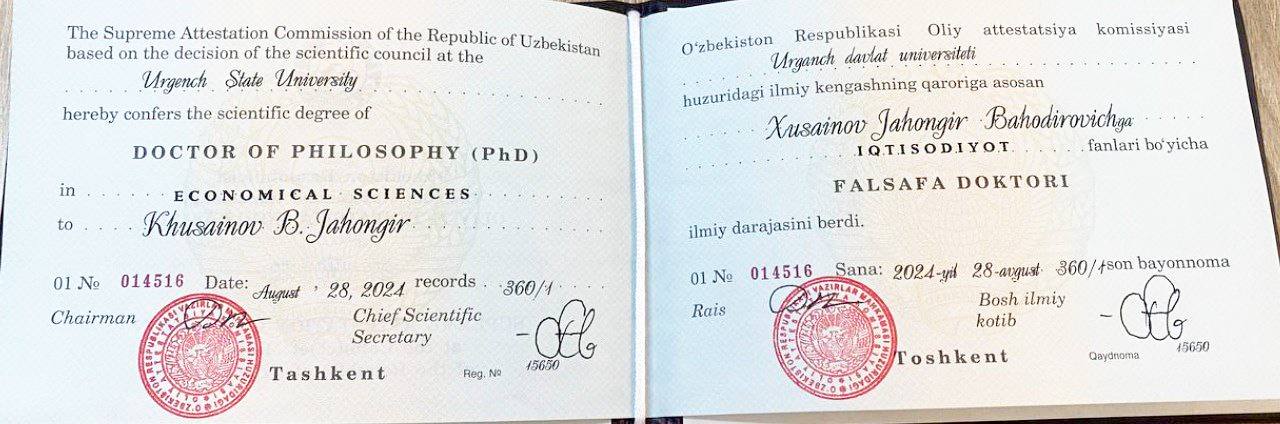 The Supreme Attestation Commission of the Republic of Uzbekistan
based on the decision of the scientific council at the
Urgench State University
hereby confers the scientific degree of
DOCTOR OF PHILOSOPHY (PhD)
in ECONOMICAL SCIENCES
to Khusainov B. Jahongir
01 № 014516 Date: August, 28, 2024 records 360/1
Chairman Chief Scientific
Secretary
15650
Tashkent Reg. №
O‘zbekiston Respublikasi Oliy attestatsiya komissiyasi
Urganch davlat universiteti
huzuridagi ilmiy kengashning qaroriga asosan
Xusainov Jahongir Bahodirovichga
IQTISODIYOT fanlari bo‘yicha
FALSAFA DOKTORI
ilmiy darajasini berdi.
01 № 014516 Sana: 2024-yil 28-avgust 360/1-son bayonnoma
Rais Bosh ilmiy
kotib
15650
Toshkent Qaydnoma